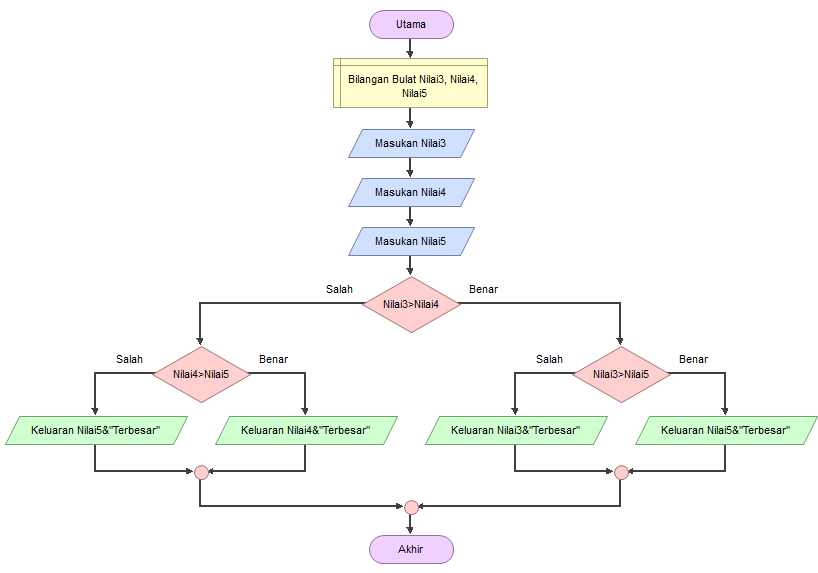 Utama
Bilangan Bulat Nilai3, Nilai4,
Nilai5
Masukan Nilai3
Masukan Nilai4
Masukan Nilai5
Salah
Benar
Nilai3>Nilai4
Salah
Benar
Salah
Benar
Nilai4>Nilai5
Nilai3>Nilai5
Keluaran Nilai5&"Terbesar"
Keluaran Nilai4&"Terbesar"
Keluaran Nilai3&"Terbesar"
Keluaran Nilai5&"Terbesar"
Akhir